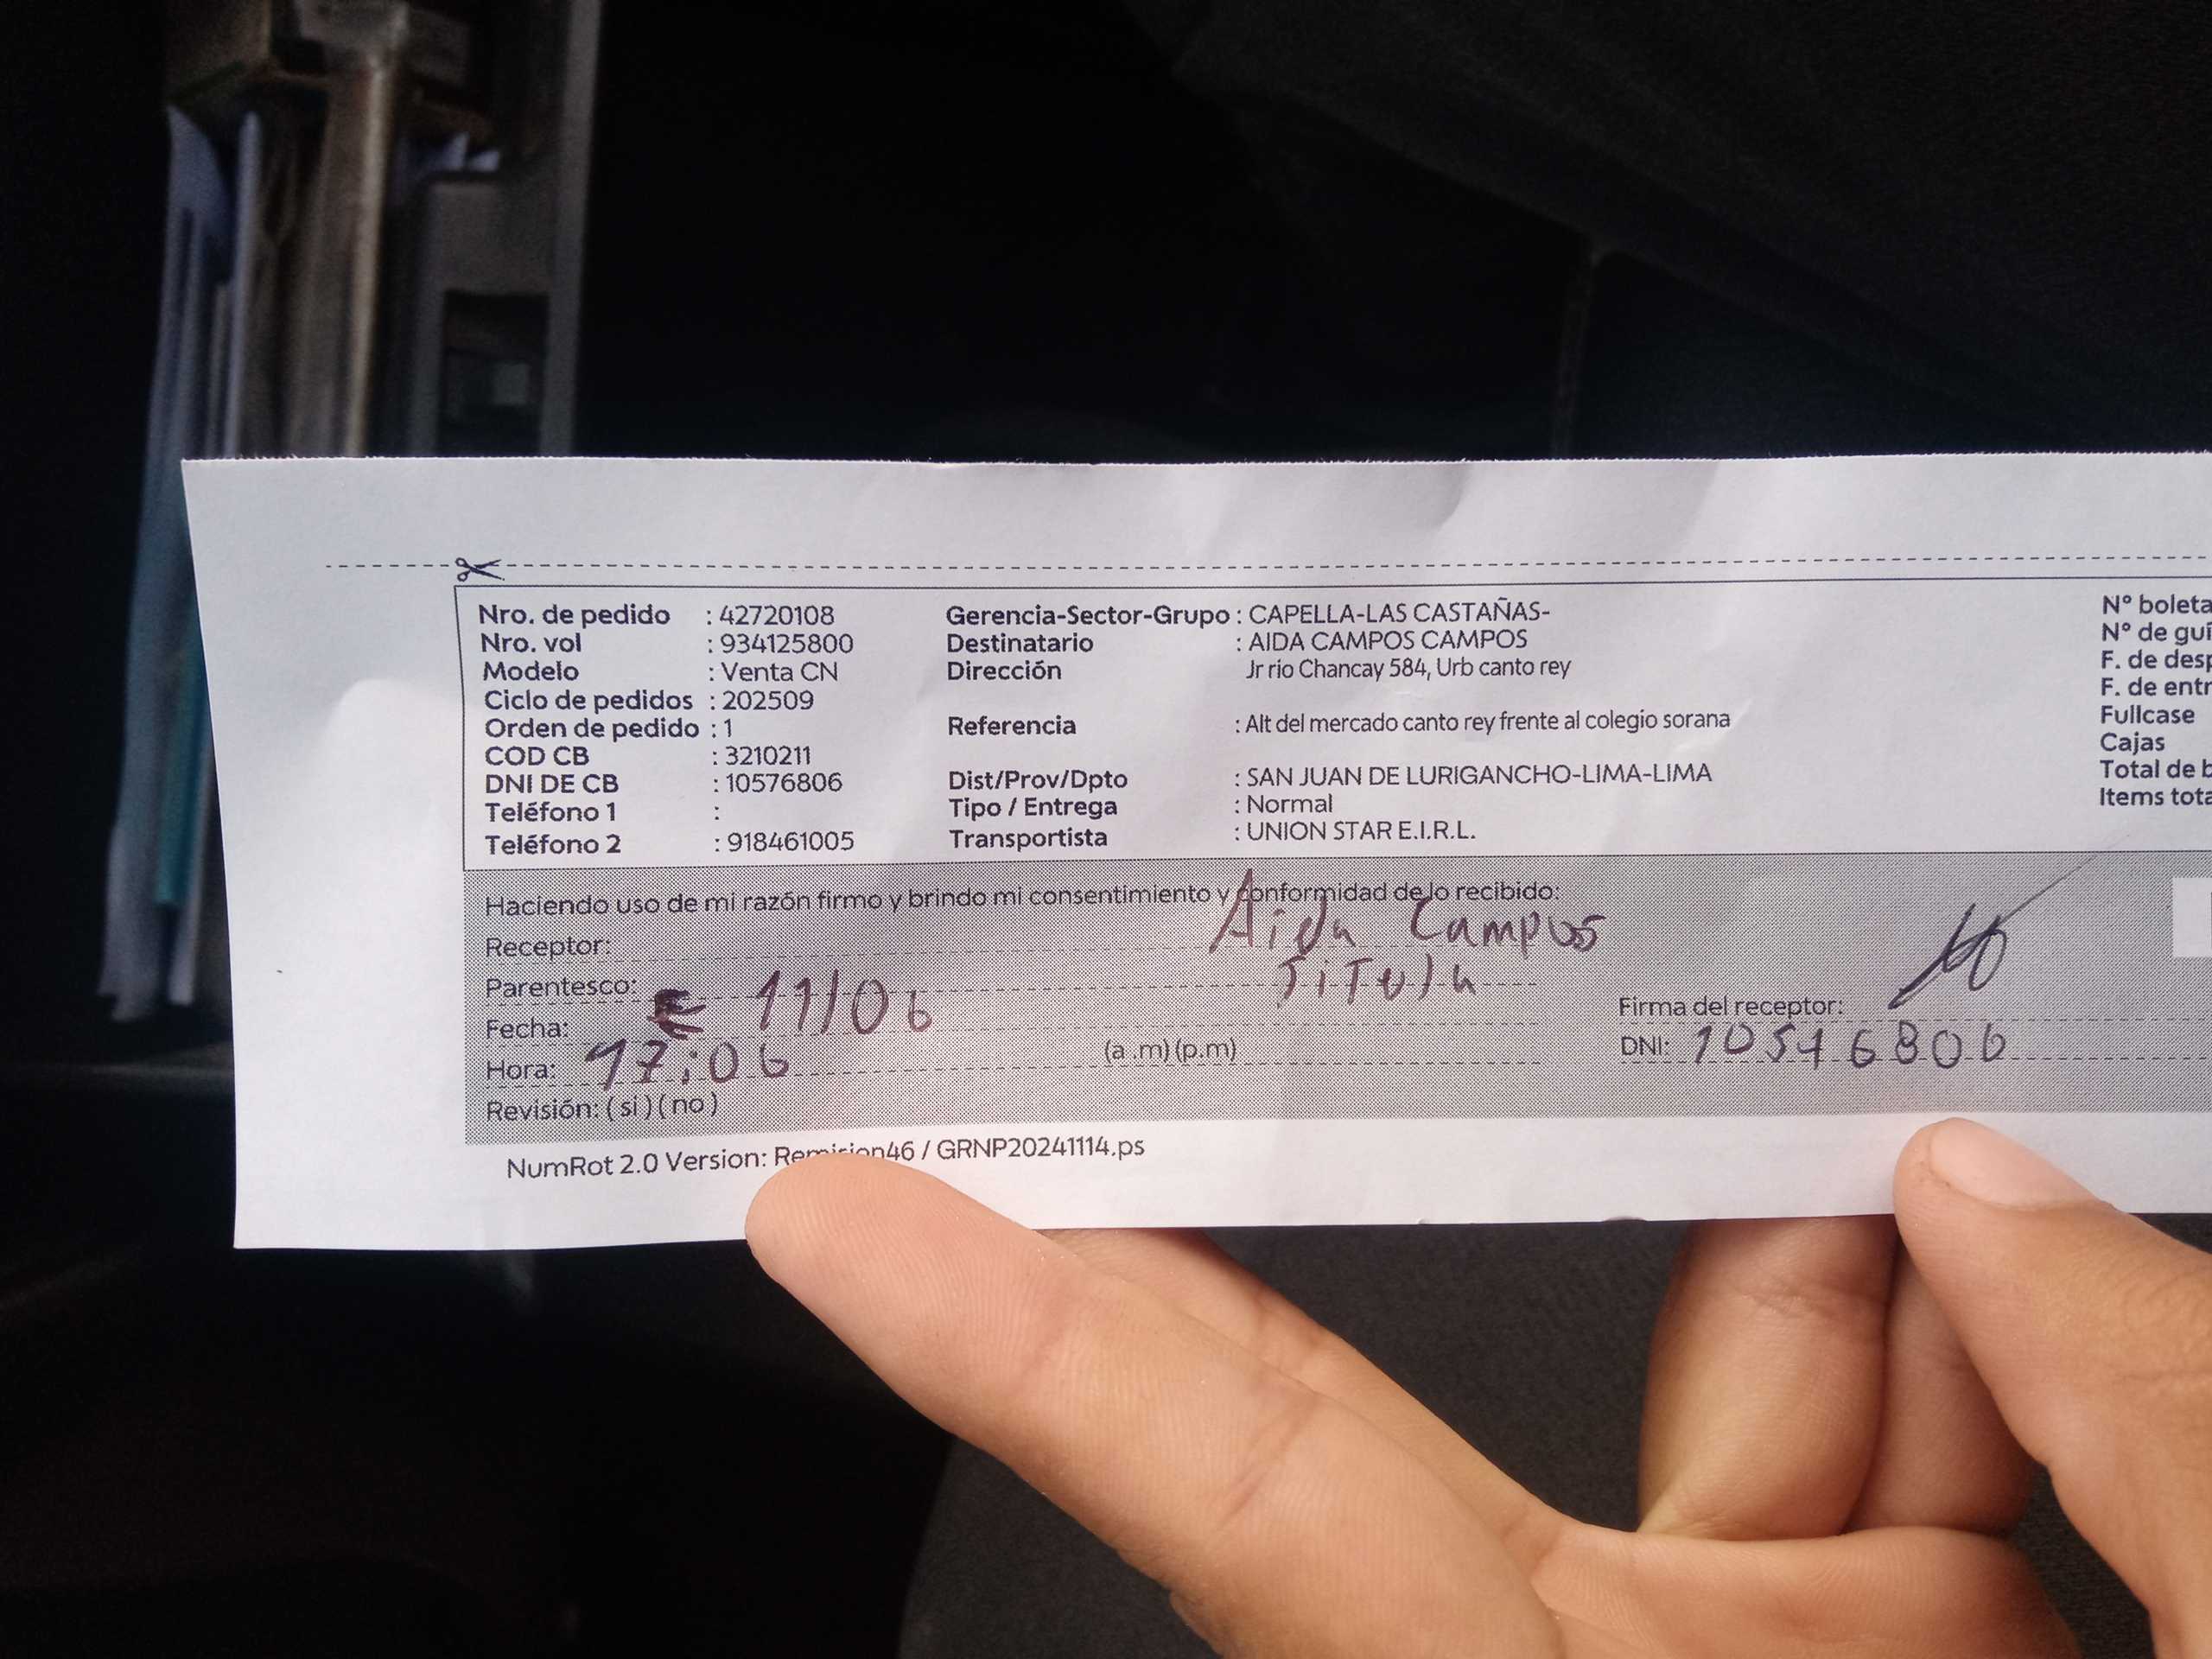 Nro. de pedido : 42720108
Nro. vol : 934125800
Modelo : Venta CN
Ciclo de pedidos : 202509
Orden de pedido : 1
COD CB : 3210211
DNI DE CB : 10576806
Teléfono 1 :
Teléfono 2 : 918461005
Gerencia-Sector-Grupo : CAPELLA-LAS CASTAÑAS-
Destinatario : AIDA CAMPOS CAMPOS
Dirección Jr rio Chancay 584, Urb canto rey
Referencia : Alt del mercado canto rey frente al colegio sorana
Dist/Prov/Dpto : SAN JUAN DE LURIGANCHO-LIMA-LIMA
Tipo / Entrega : Normal
Transportista : UNION STAR E.I.R.L.
Nº boleta
Nº de guí
F. de desp
F. de entr
Fullcase
Cajas
Total de b
Items tota
Haciendo uso de mi razón firmo y brindo mi consentimiento y conformidad de lo recibido:
Receptor: Aida Campos
Parentesco: Titula
Fecha: 11/06
Hora: 17:06 (a .m) (p.m)
Revisión: ( si ) ( no )
Firma del receptor:
DNI: 10576806
NumRot 2.0 Version: Remision46 / GRNP20241114.ps